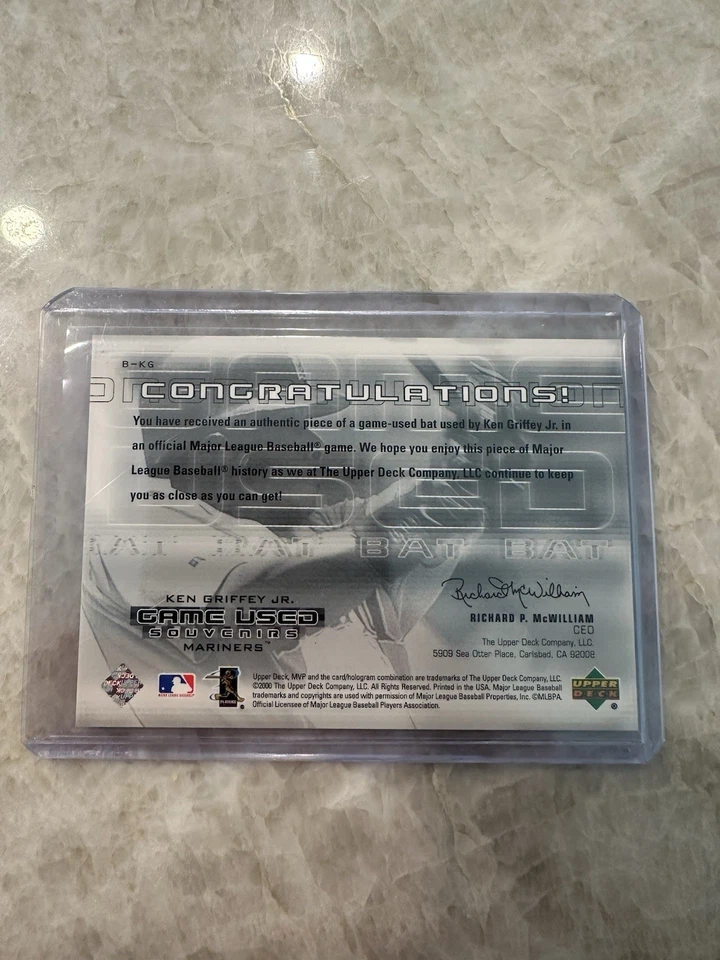 B-KG
CONGRATULATIONS!
You have received an authentic piece of a game-used bat used by Ken Griffey Jr. in
an official Major League Baseball® game. We hope you enjoy this piece of Major
League Baseball® history as we at The Upper Deck Company, LLC continue to keep
you as close as you can get!
USED
BAT BAT BAT BAT
KEN GRIFFEY JR.
GAME USED
SOUVENIRS
MARINERS™
Richard P. McWilliam
RICHARD P. McWILLIAM
CEO
The Upper Deck Company, LLC.
5909 Sea Otter Place, Carlsbad, CA 92008
Upper Deck, MVP and the card/hologram combination are trademarks of The Upper Deck Company, LLC.
©2000 The Upper Deck Company, LLC. All Rights Reserved. Printed in the USA. Major League Baseball
trademarks and copyrights are used with permission of Major League Baseball Properties, Inc. ©MLBPA.
Official Licensee of Major League Baseball Players Association.
PLAYERS
UPPER
DECK